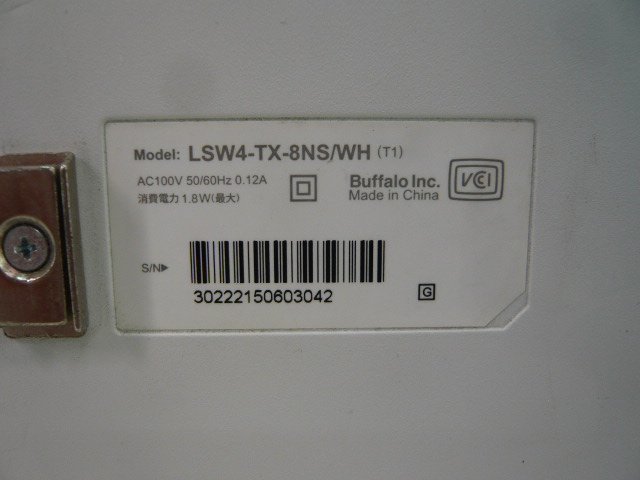 Model: LSW4-TX-8NS/WH (T1)
AC100V 50/60Hz 0.12A
消費電力 1.8W(最大)
Buffalo Inc.
Made in China
VCI
S/N▶
30222150603042
G